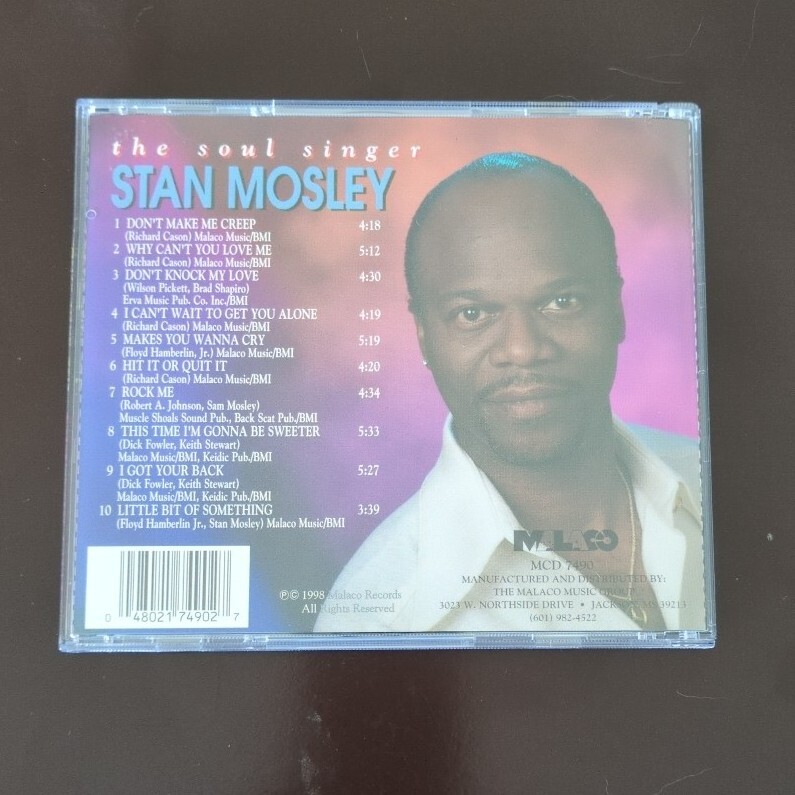 the soul singer
STAN MOSLEY
1 DON'T MAKE ME CREEP 4:18
(Richard Cason) Malaco Music/BMI
2 WHY CAN'T YOU LOVE ME 5:12
(Richard Cason) Malaco Music/BMI
3 DON'T KNOCK MY LOVE 4:30
(Wilson Pickett, Brad Shapiro)
Erva Music Pub. Co. Inc./BMI
4 I CAN'T WAIT TO GET YOU ALONE 4:19
(Richard Cason) Malaco Music/BMI
5 MAKES YOU WANNA CRY 5:19
(Floyd Hamberlin, Jr.) Malaco Music/BMI
6 HIT IT OR QUIT IT 4:20
(Richard Cason) Malaco Music/BMI
7 ROCK ME 4:34
(Robert A. Johnson, Sam Mosley)
Muscle Shoals Sound Pub., Back Scat Pub./BMI
8 THIS TIME I'M GONNA BE SWEETER 5:33
(Dick Fowler, Keith Stewart)
Malaco Music/BMI, Keidic Pub./BMI
9 I GOT YOUR BACK 5:27
(Dick Fowler, Keith Stewart)
Malaco Music/BMI, Keidic Pub./BMI
10 LITTLE BIT OF SOMETHING 3:39
(Floyd Hamberlin Jr., Stan Mosley) Malaco Music/BMI
0 48021 74902 7
℗© 1998 Malaco Records
All Rights Reserved
MALACO
MCD 7490
MANUFACTURED AND DISTRIBUTED BY:
THE MALACO MUSIC GROUP
3023 W. NORTHSIDE DRIVE • JACKSON, MS 39213
(601) 982-4522